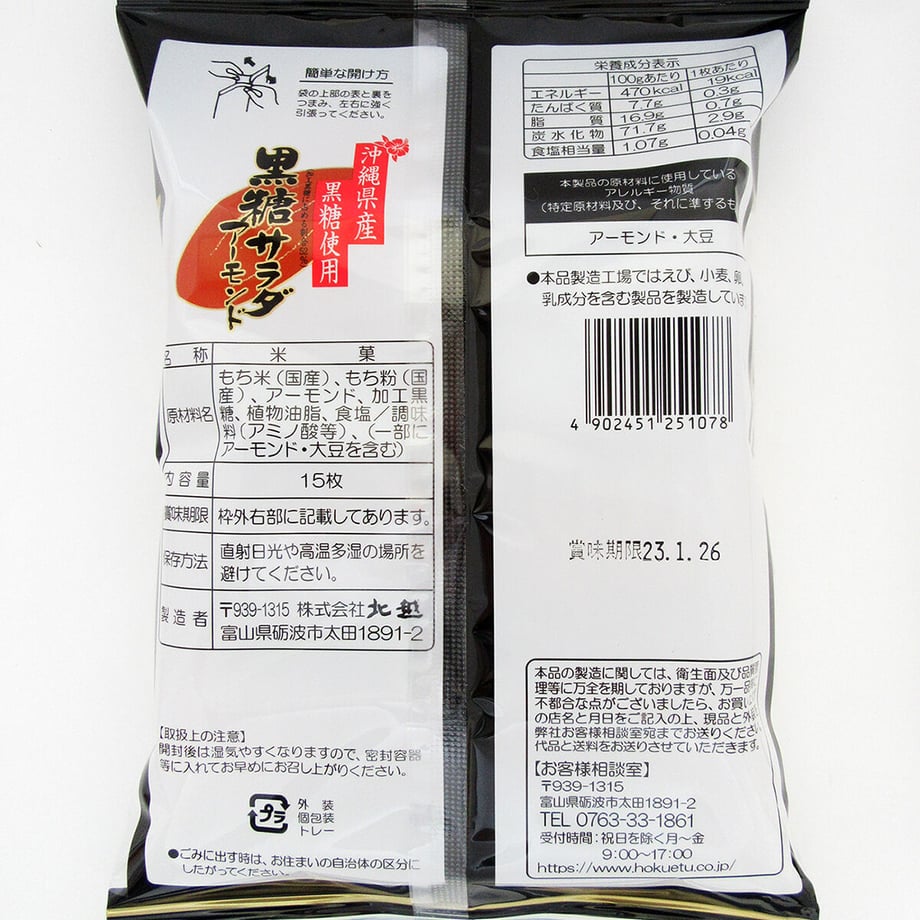 簡単な開け方
袋の上部の表と裏を
つまみ、左右に強く
引張ってください。
沖縄県産
黒糖使用
黒糖サラダ
アーモンド
名称 米菓
原材料名 もち米（国産）、もち粉（国
産）、アーモンド、加工黒
糖、植物油脂、食塩／調味
料（アミノ酸等）、（一部に
アーモンド・大豆を含む）
内容量 15枚
賞味期限 枠外右部に記載してあります。
保存方法 直射日光や高温多湿の場所を
避けてください。
製造者 〒939-1315 株式会社北越
富山県砺波市太田1891-2
【取扱上の注意】
開封後は湿気やすくなりますので、密封容器
等に入れてお早めにお召し上がりください。
プラ
外装
個包装
トレー
●ごみに出す時は、お住まいの自治体の区分に
したがってください。
栄養成分表示
100gあたり 1枚あたり
エネルギー 470kcal 19kcal
たんぱく質 7.7g 0.3g
脂質 16.9g 0.7g
炭水化物 71.7g 2.9g
食塩相当量 1.07g 0.04g
本製品の原材料に使用している
アレルギー物質
（特定原材料及び、それに準ずるも
アーモンド・大豆
●本品製造工場ではえび、小麦、卵、
乳成分を含む製品を製造していす
4 902451 251078
賞味期限23.1.26
本品の製造に関しては、衛生面及び品質管
理等に万全を期しておりますが、万一品
不都合な点がございましたら、お買い
の店名と月日をご記入の上、現品と外
弊社お客様相談室宛までお送りください。
代品と送料をお送りさせていただきます。
【お客様相談室】
〒939-1315
富山県砺波市太田1891-2
TEL 0763-33-1861
受付時間：祝日を除く月～金
9:00～17:00
https://www.hokuetu.co.jp/